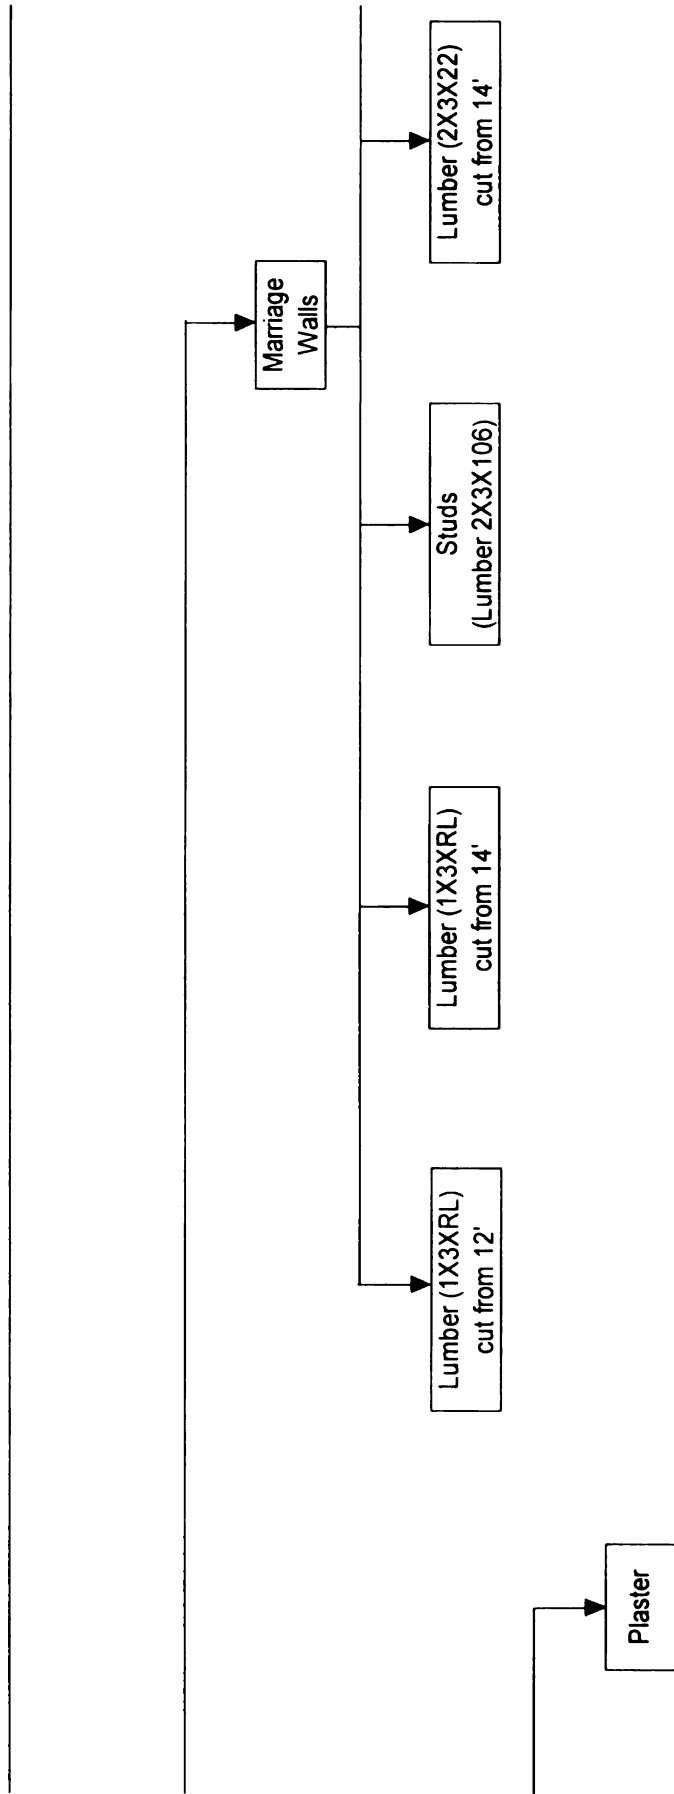 Marriage
Walls
Lumber (1X3XRL)
cut from 12'
Lumber (1X3XRL)
cut from 14'
Studs
(Lumber 2X3X106)
Lumber (2X3X22)
cut from 14'
Plaster